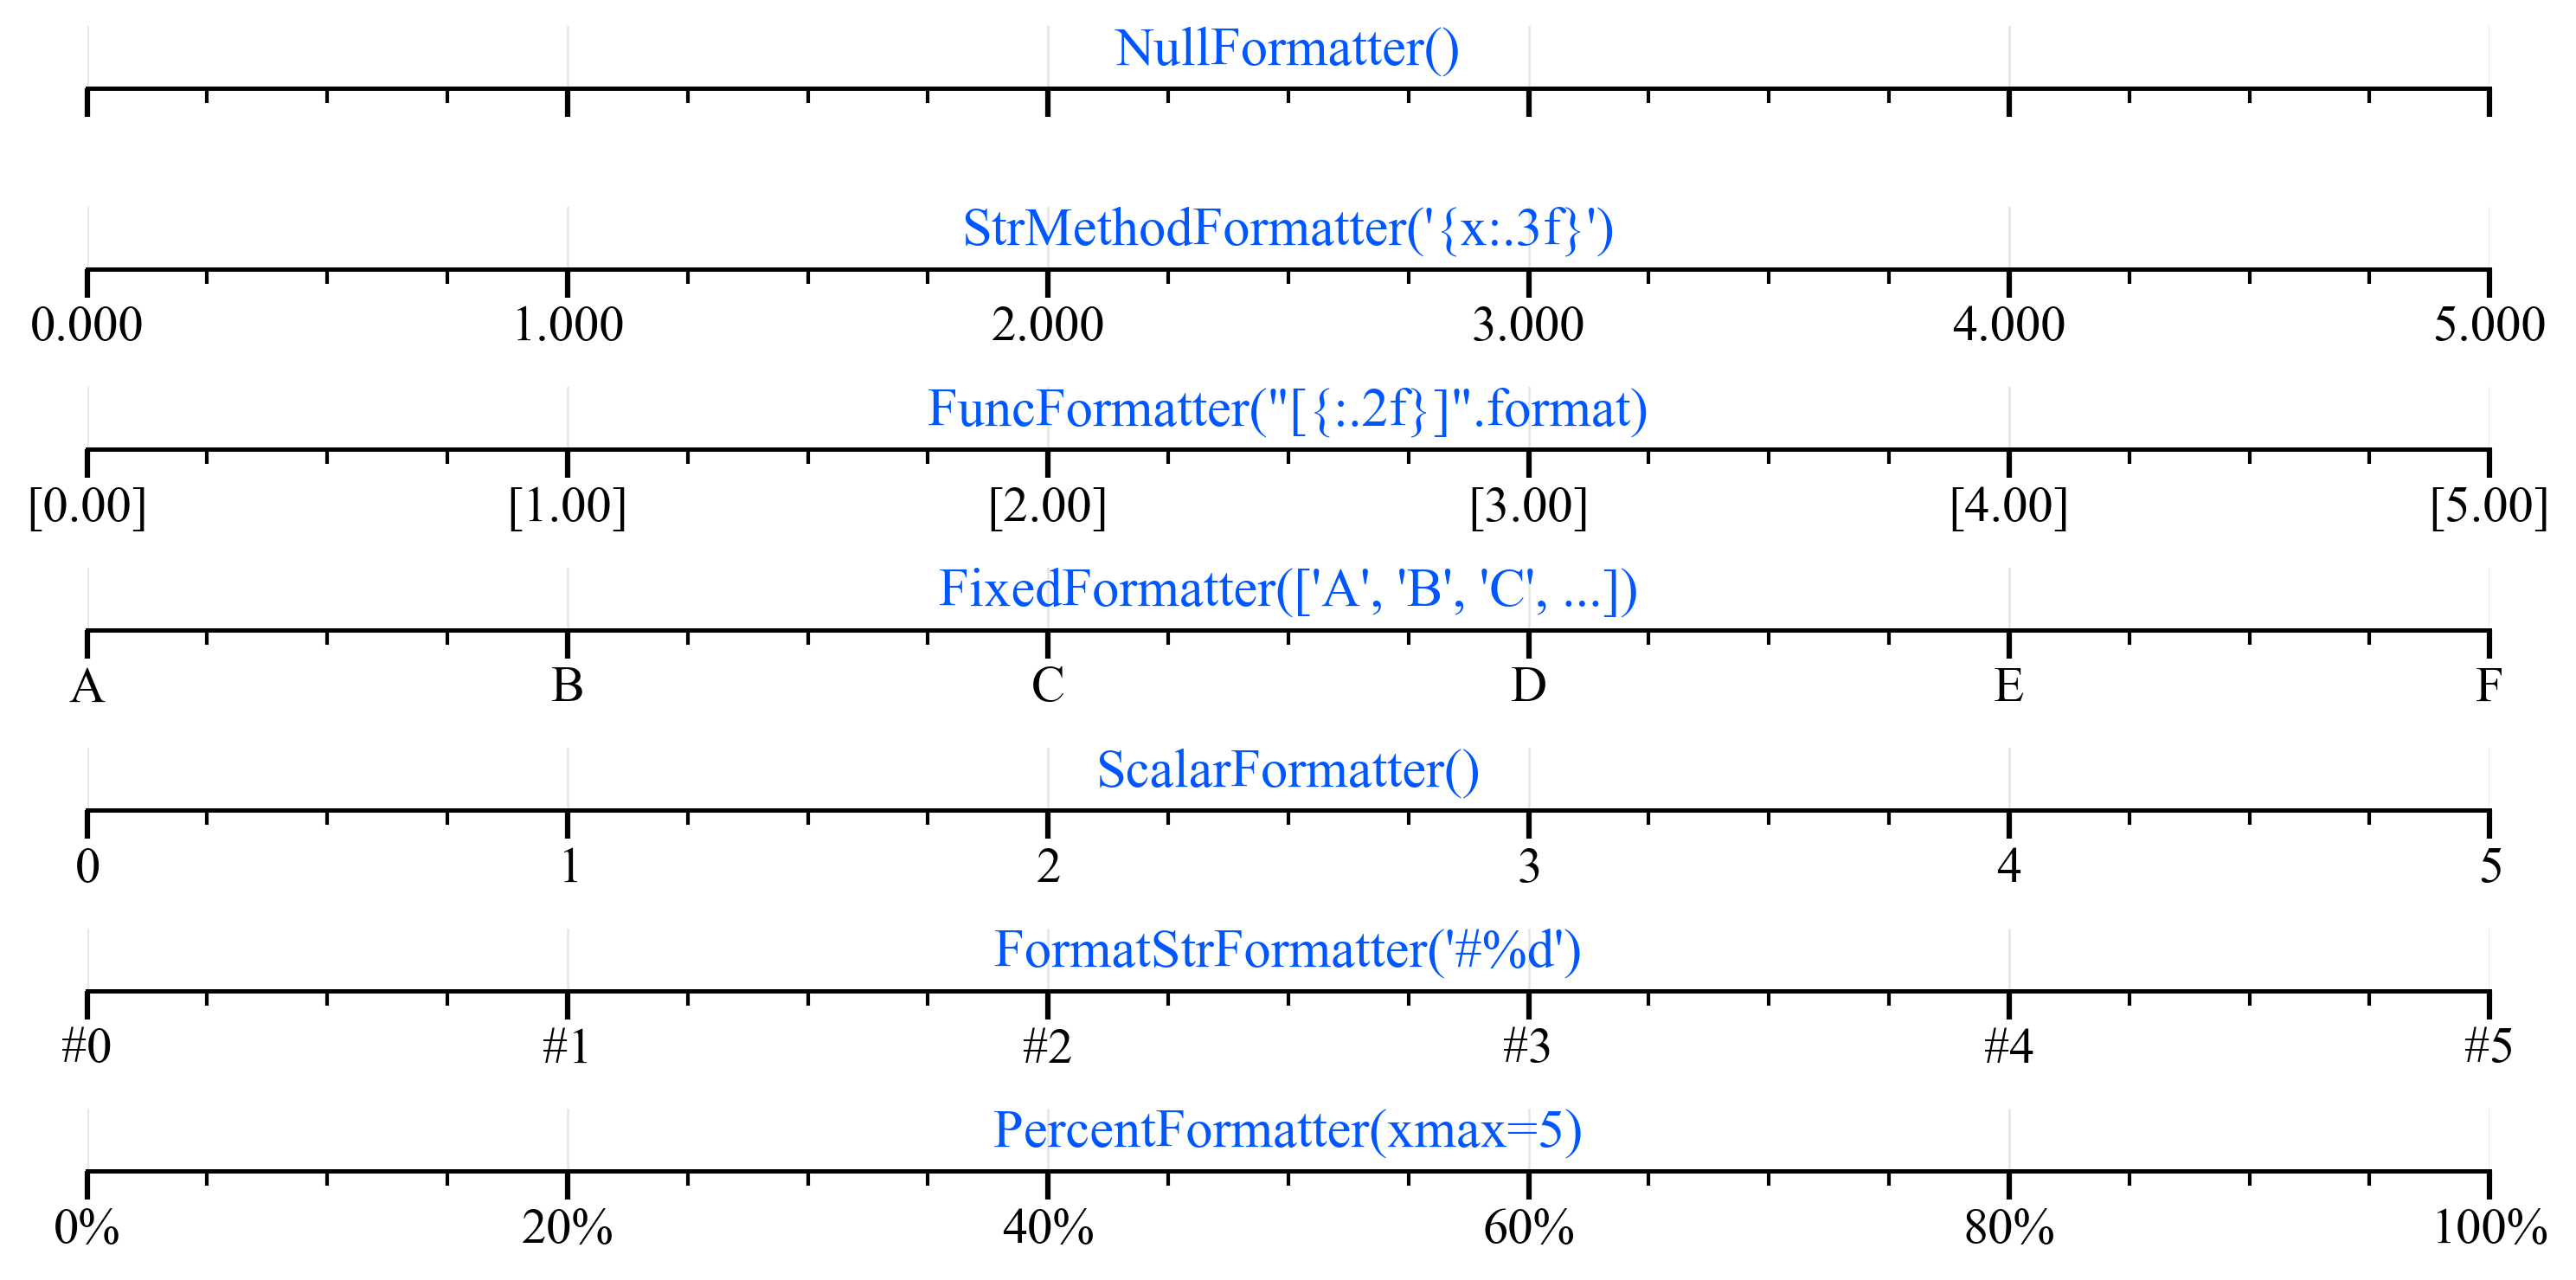 NullFormatter()
StrMethodFormatter('{x:.3f}')
0.000 1.000 2.000 3.000 4.000 5.000
FuncFormatter("[{:.2f}]".format)
[0.00] [1.00] [2.00] [3.00] [4.00] [5.00]
FixedFormatter(['A', 'B', 'C', ...])
A B C D E F
ScalarFormatter()
0 1 2 3 4 5
FormatStrFormatter('#%d')
#0 #1 #2 #3 #4 #5
PercentFormatter(xmax=5)
0% 20% 40% 60% 80% 100%